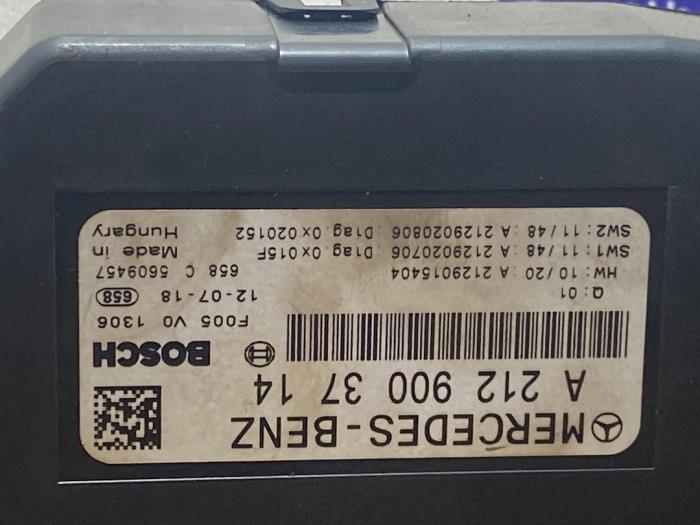 MERCEDES-BENZ
A 212 900 37 14
BOSCH
F005 V0 1306
Q: 01
12-07-18 658
HW: 10/20 : A 2129015404 658 C 5609457
SW1: 11/48 : A 2129020706 : Diag. 0x015F Made in
SW2: 11/48 : A 2129020806 : Diag. 0x020152 Hungary